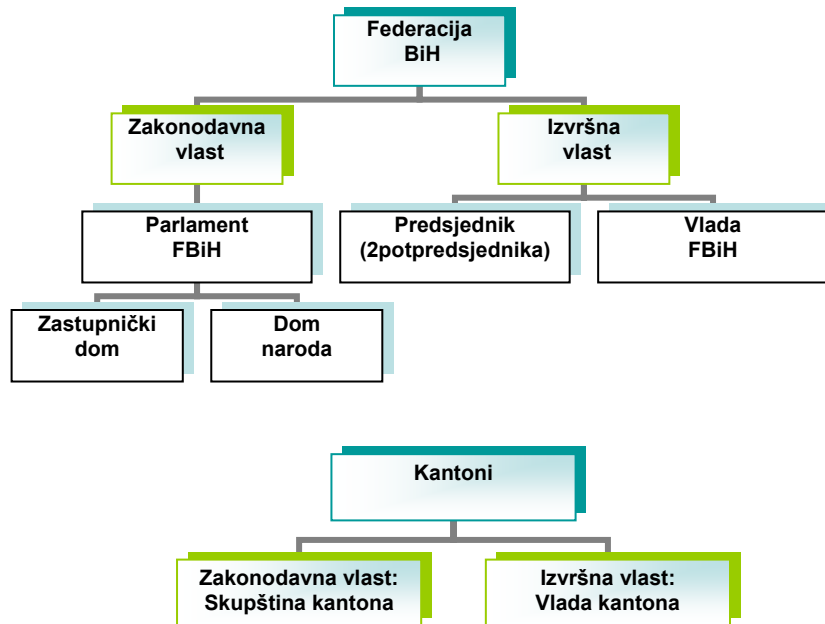 Federacija
BiH
Zakonodavna
vlast
Izvršna
vlast
Parlament
FBiH
Predsjednik
(2potpredsjednika)
Vlada
FBiH
Zastupnički
dom
Dom
naroda
Kantoni
Zakonodavna vlast:
Skupština kantona
Izvršna vlast:
Vlada kantona